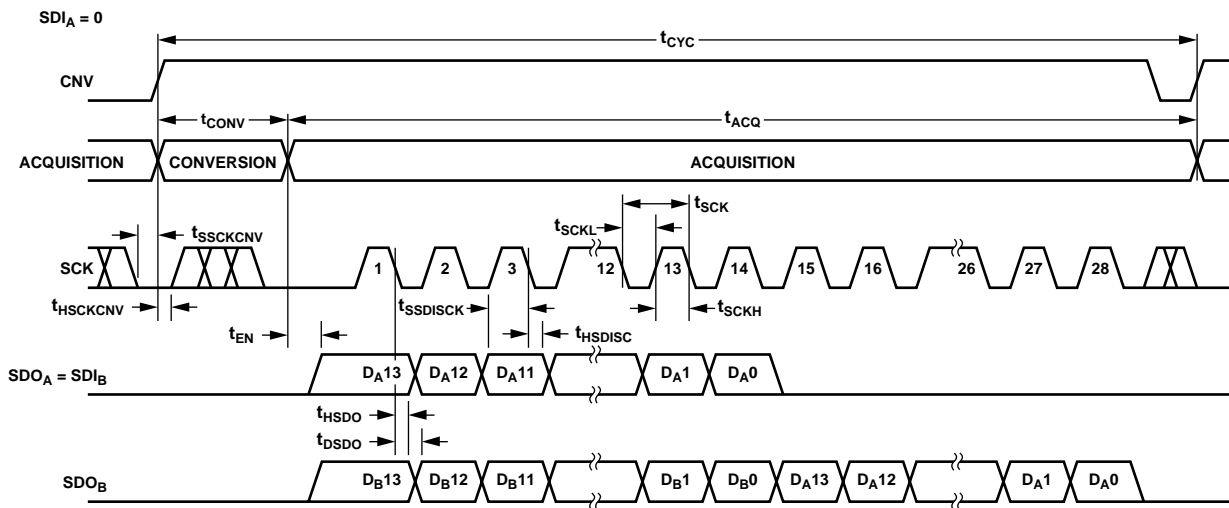 SDIA = 0
tCYC
CNV
tCONV
tACQ
ACQUISITION CONVERSION ACQUISITION
tSCK
tSCKL
tSSCKCNV
SCK 1 2 3 12 13 14 15 16 26 27 28
tHSCKCNV
tSSDISCK
tSCKH
tEN
tHSDISC
SDOA = SDIB DA13 DA12 DA11 DA1 DA0
tHSDO
tDSDO
SDOB DB13 DB12 DB11 DB1 DB0 DA13 DA12 DA1 DA0